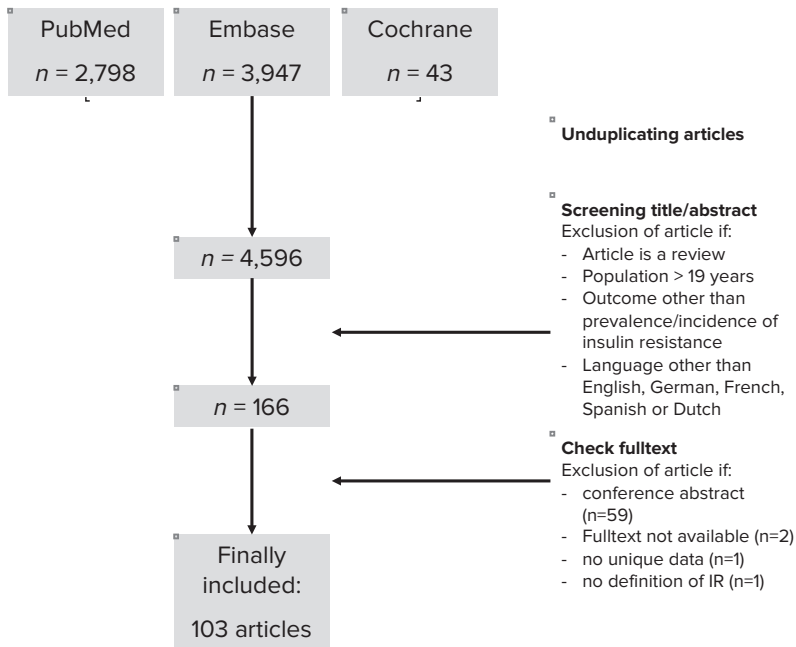 PubMed
n = 2,798
Embase
n = 3,947
Cochrane
n = 43
Unduplicating articles
n = 4,596
Screening title/abstract
Exclusion of article if:
- Article is a review
- Population > 19 years
- Outcome other than
prevalence/incidence of
insulin resistance
- Language other than
English, German, French,
Spanish or Dutch
n = 166
Check fulltext
Exclusion of article if:
- conference abstract
(n=59)
- Fulltext not available (n=2)
- no unique data (n=1)
- no definition of IR (n=1)
Finally
included:
103 articles